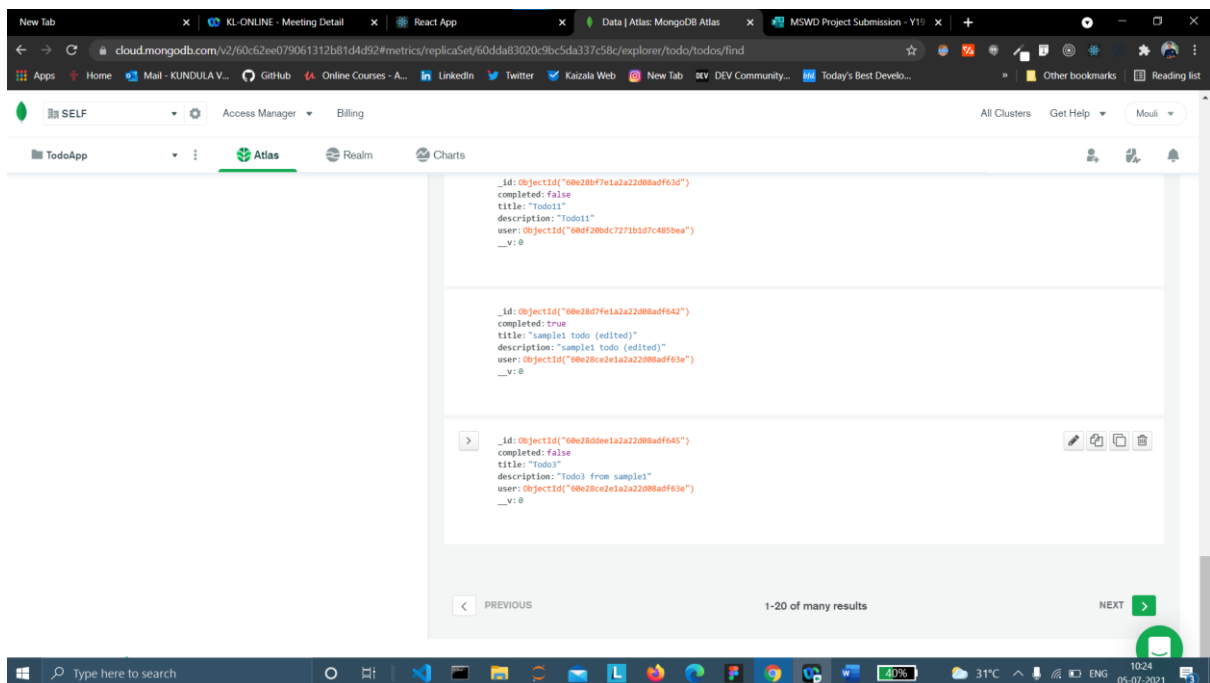 New Tab
KL-ONLINE - Meeting Detail
React App
Data | Atlas: MongoDB Atlas
MSWD Project Submission - Y19
cloud.mongodb.com/v2/60c62ee079061312b81d4d92#metrics/replicaSet/60dda83020c9bc5da337c58c/explorer/todo/todos/find
Apps Home Mail - KUNDULA V... GitHub Online Courses - A... LinkedIn Twitter Kaizala Web New Tab DEV Community... Today's Best Develo... » Other bookmarks Reading list
SELF Access Manager Billing All Clusters Get Help Mouli
TodoApp Atlas Realm Charts
_id:ObjectId("60e28bf7e1a2a22d08adf63d")
completed:false
title:"Todo11"
description:"Todo11"
user:ObjectId("60df20bdc7271b1d7c485bea")
__v:0
_id:ObjectId("60e28d7fe1a2a22d08adf642")
completed:true
title:"sample1 todo (edited)"
description:"sample1 todo (edited)"
user:ObjectId("60e28ce2e1a2a22d08adf63e")
__v:0
_id:ObjectId("60e28ddee1a2a22d08adf645")
completed:false
title:"Todo3"
description:"Todo3 from sample1"
user:ObjectId("60e28ce2e1a2a22d08adf63e")
__v:0
PREVIOUS 1-20 of many results NEXT
Type here to search 40% 31°C ENG 10:24
05-07-2021